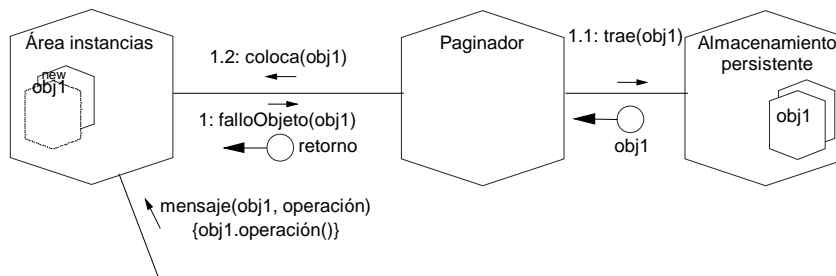 Área instancias
new
obj1
1.2: coloca(obj1)
1: falloObjeto(obj1)
retorno
mensaje(obj1, operación)
{obj1.operación()}
Paginador
1.1: trae(obj1)
obj1
Almacenamiento
persistente
obj1